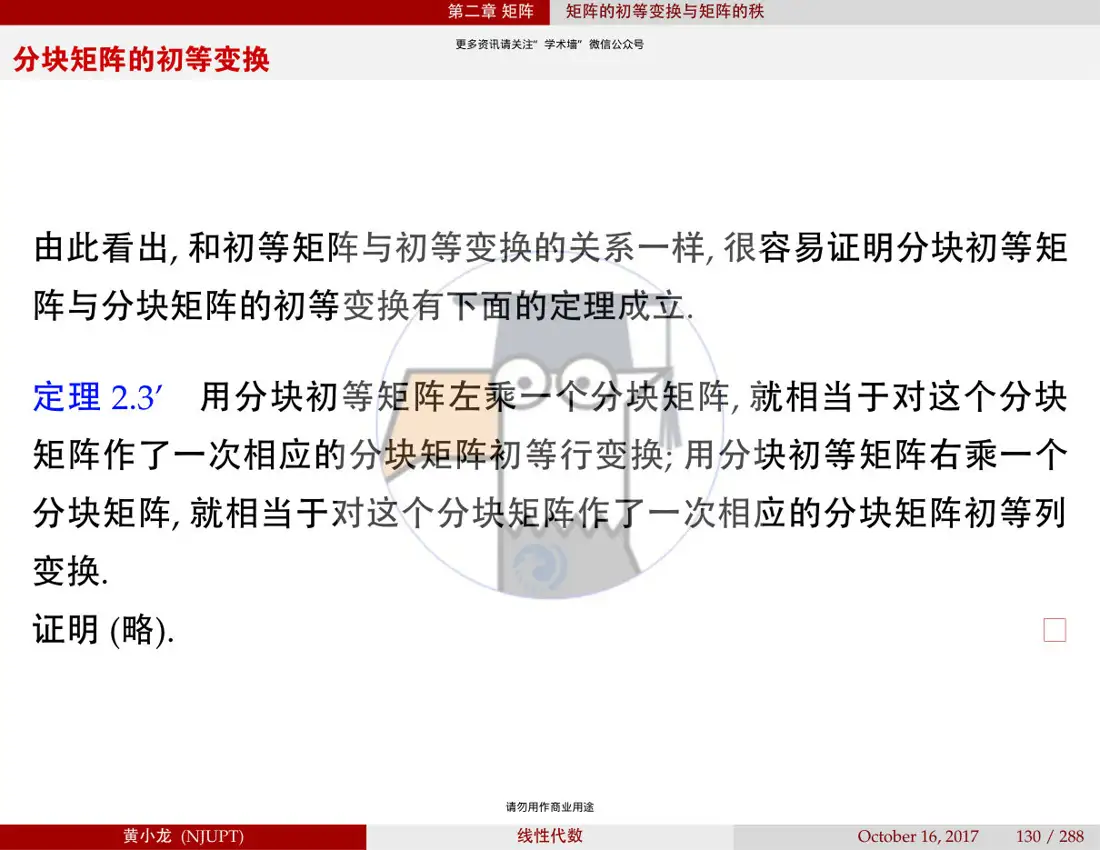 第二章 矩阵 矩阵的初等变换与矩阵的秩
更多资讯请关注“学术墙”微信公众号
分块矩阵的初等变换
由此看出, 和初等矩阵与初等变换的关系一样, 很容易证明分块初等矩
阵与分块矩阵的初等变换有下面的定理成立.
定理 2.3′ 用分块初等矩阵左乘一个分块矩阵, 就相当于对这个分块
矩阵作了一次相应的分块矩阵初等行变换; 用分块初等矩阵右乘一个
分块矩阵, 就相当于对这个分块矩阵作了一次相应的分块矩阵初等列
变换.
证明 (略). □
请勿用作商业用途
黄小龙 (NJUPT) 线性代数 October 16, 2017 130 / 288